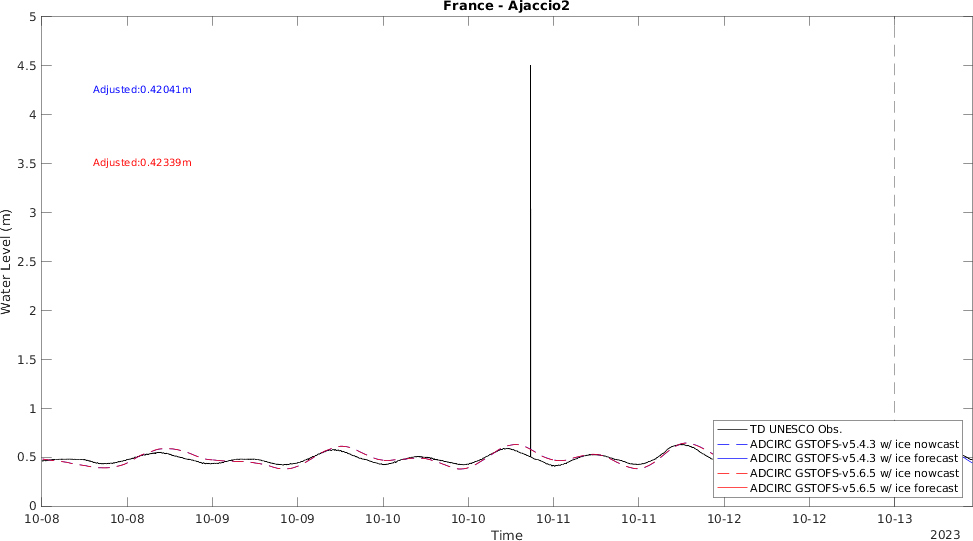 France - Ajaccio2
5
4.5
4
3.5
3
2.5
2
1.5
1
0.5
0
Water Level (m)
Adjusted:0.42041m
Adjusted:0.42339m
TD UNESCO Obs.
ADCIRC GSTOFS-v5.4.3 w/ ice nowcast
ADCIRC GSTOFS-v5.4.3 w/ ice forecast
ADCIRC GSTOFS-v5.6.5 w/ ice nowcast
ADCIRC GSTOFS-v5.6.5 w/ ice forecast
10-08 10-08 10-09 10-09 10-10 10-10 10-11 10-11 10-12 10-12 10-13
Time
2023